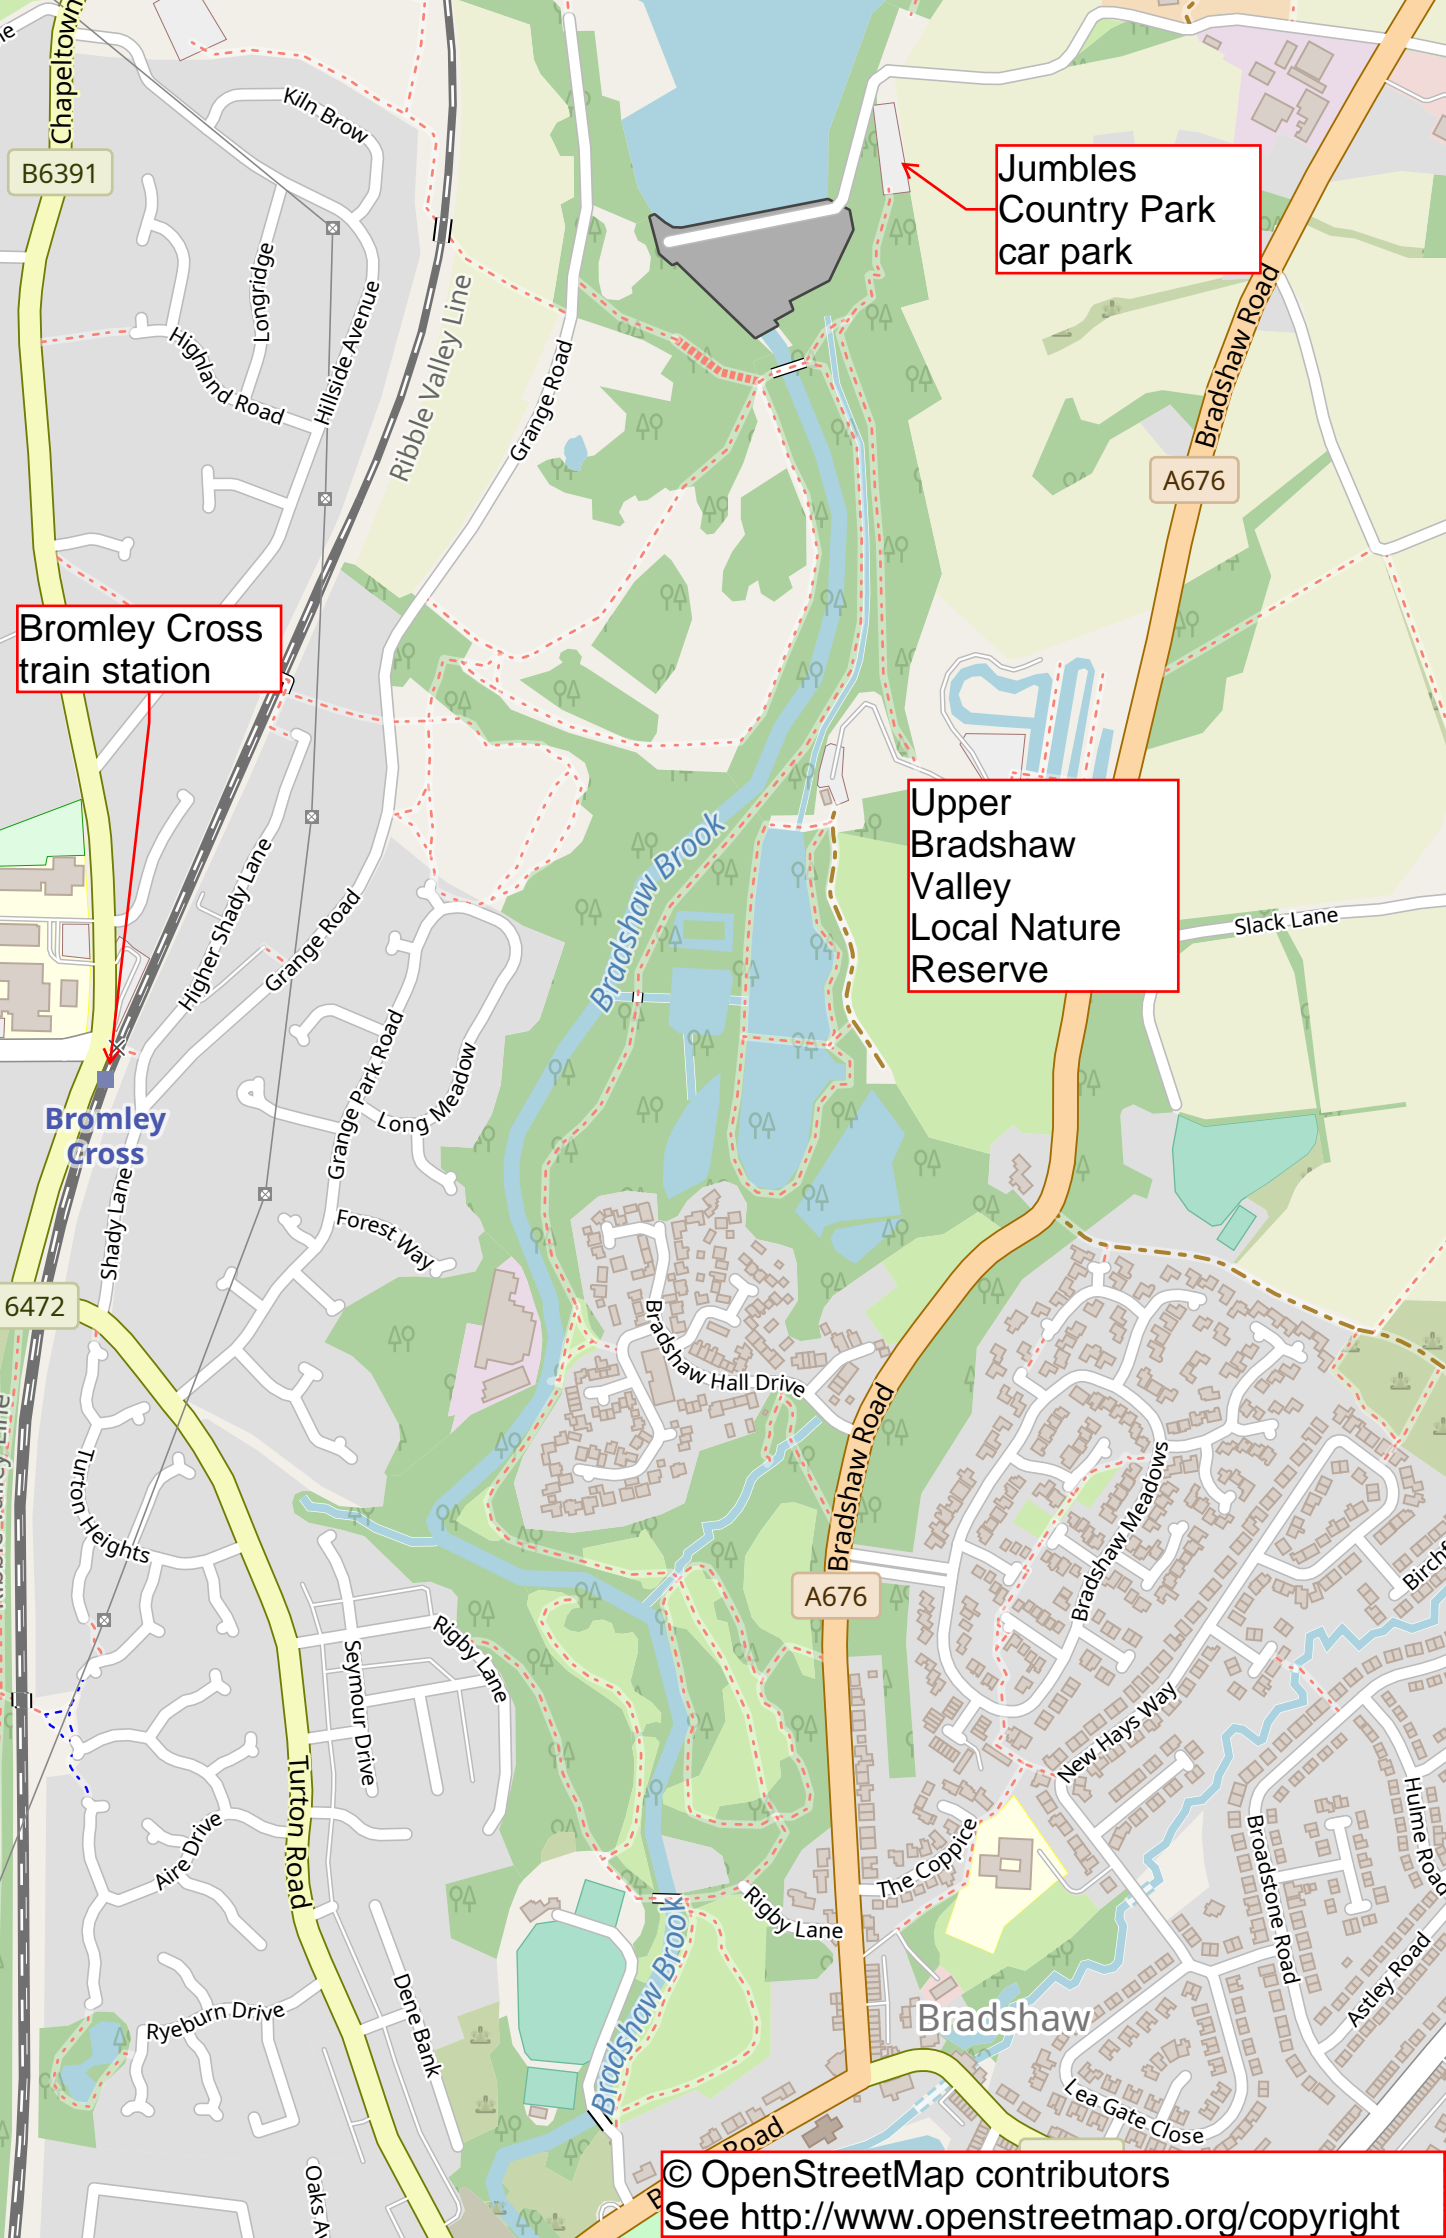 Chapeltown
B6391
Kiln Brow
Jumbles
Country Park
car park
Longridge
Hillside Avenue
Highland Road
Ribble Valley Line
Grange Road
Bradshaw Road
A676
Bromley Cross
train station
Upper
Bradshaw
Valley
Local Nature
Reserve
Bradshaw Brook
Higher Shady Lane
Grange Road
Slack Lane
Grange Park Road
Long Meadow
Bromley
Cross
Shady Lane
Forest Way
6472
Bradshaw Hall Drive
Bradshaw Road
Turton Heights
Bradshaw Meadows
A676
Rigby Lane
Seymour Drive
New Hays Way
Turton Road
Aire Drive
The Coppice
Broadstone Road
Hulme Road
Rigby Lane
Bradshaw Brook
Astley Road
Ryeburn Drive
Dene Bank
Bradshaw
Lea Gate Close
Road
© OpenStreetMap contributors
See http://www.openstreetmap.org/copyright